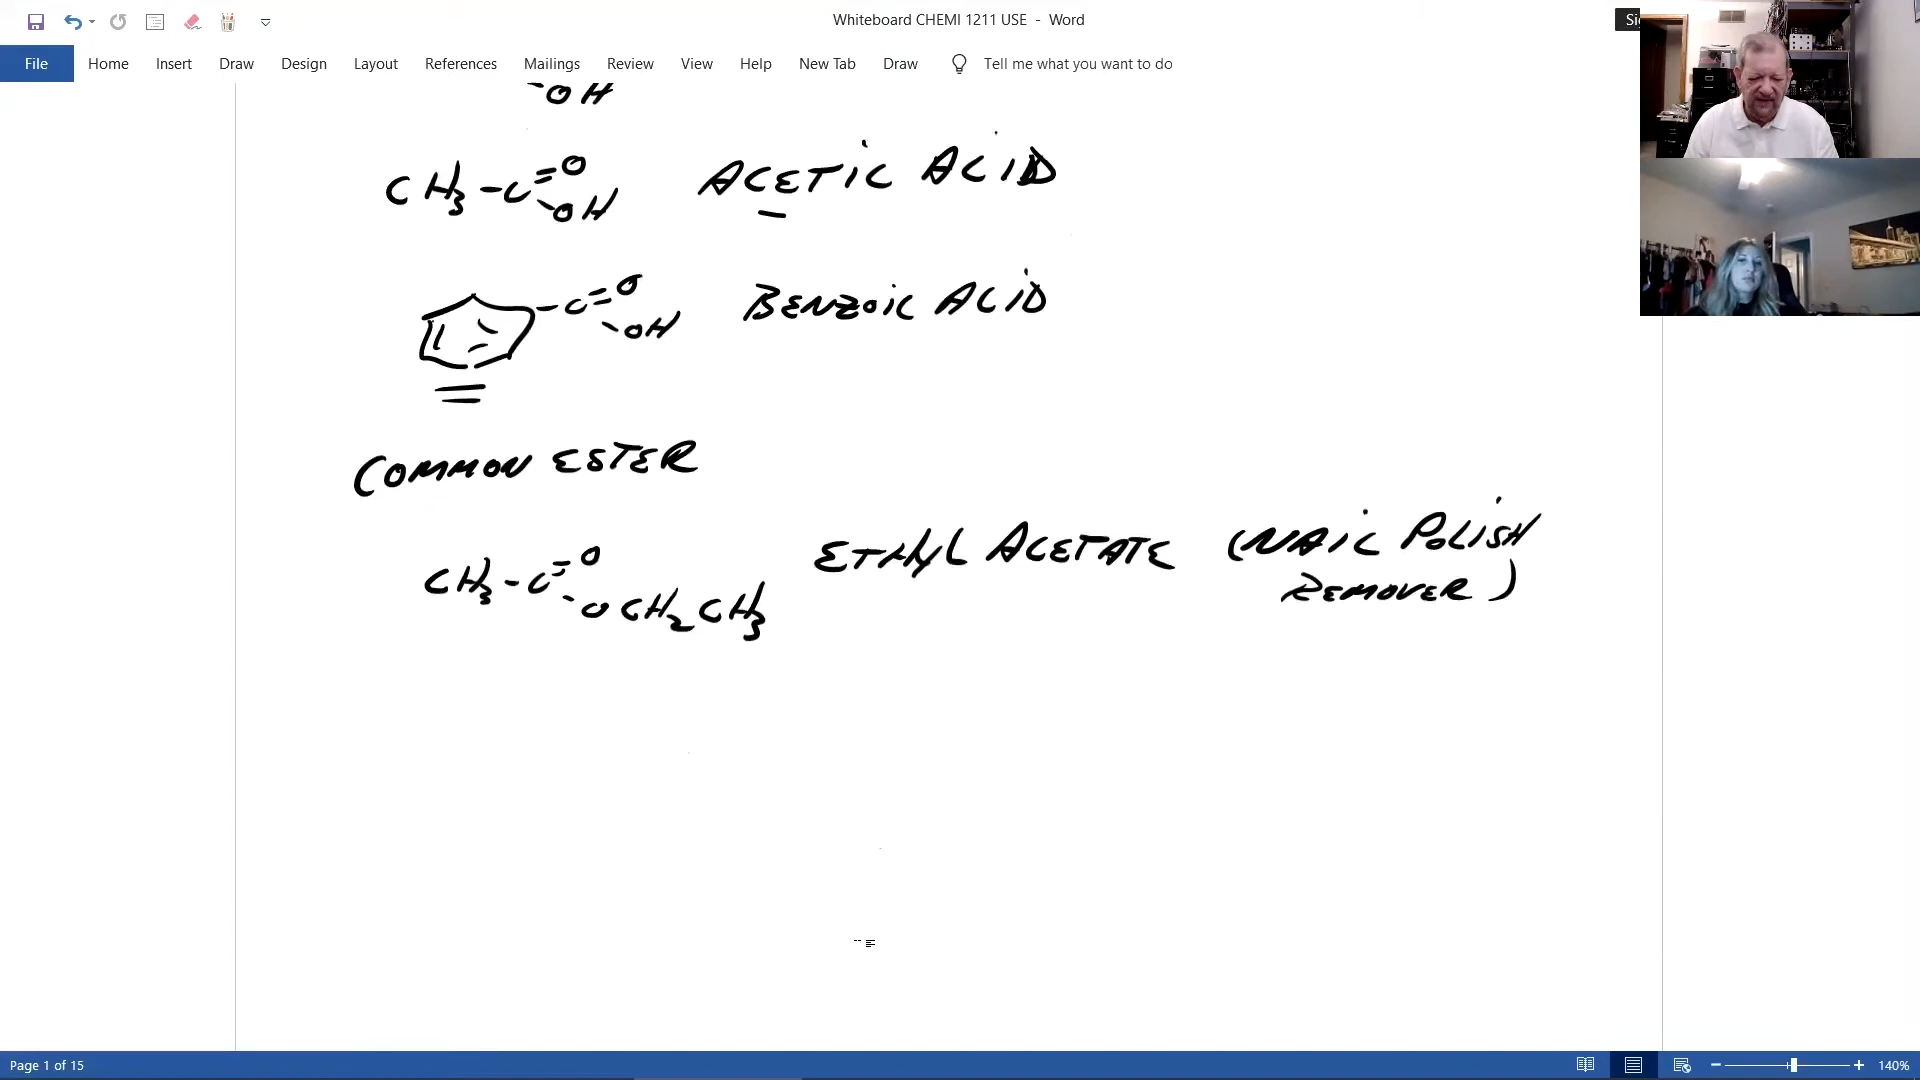 Whiteboard CHEMI 1211 USE - Word
File Home Insert Draw Design Layout References Mailings Review View Help New Tab Draw Tell me what you want to do
OH
CH3-C=O
-OH
ACETIC ACID
-C=O
-OH
BENZOIC ACID
COMMON ESTER
CH3-C=O
-OCH2CH3
ETHYL ACETATE (NAIL POLISH
REMOVER)
Page 1 of 15
140%